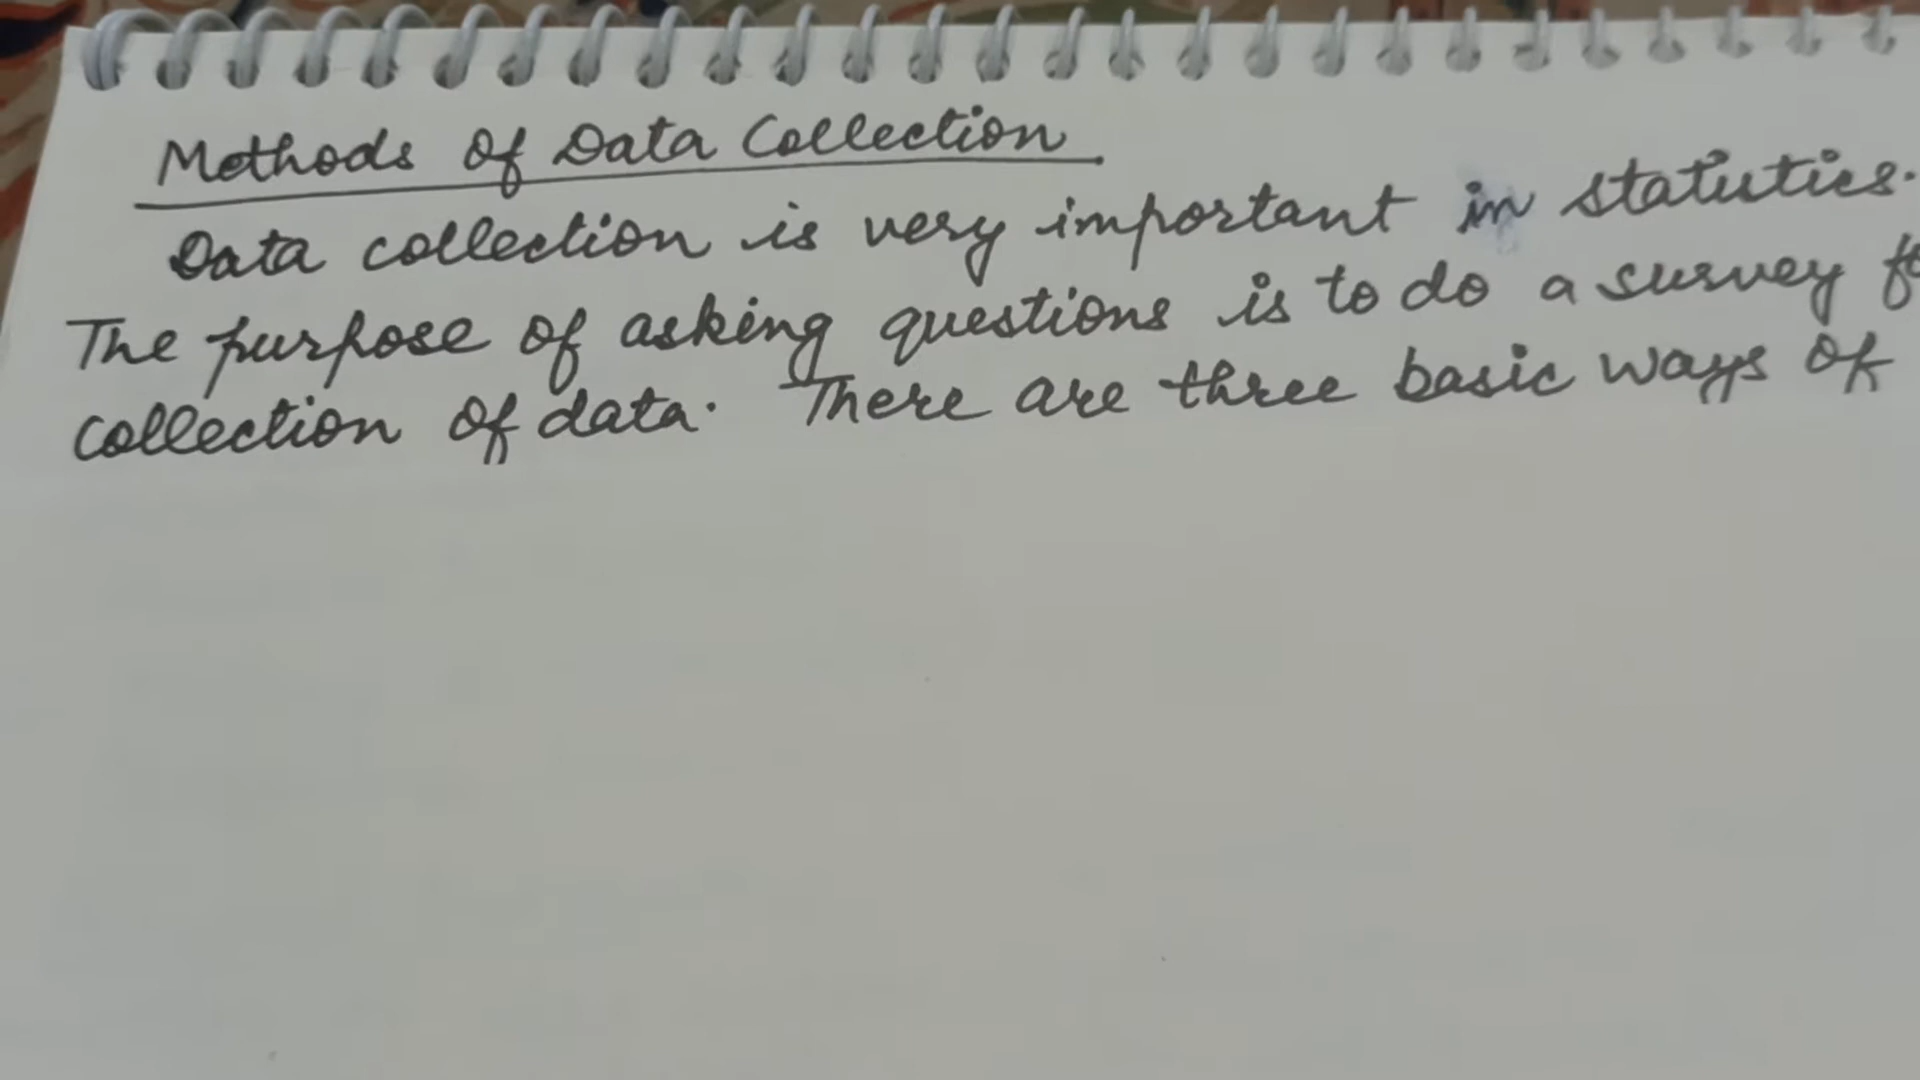 Methods of Data Collection
Data collection is very important in statistics.
The purpose of asking questions is to do a survey
collection of data. There are three basic ways of